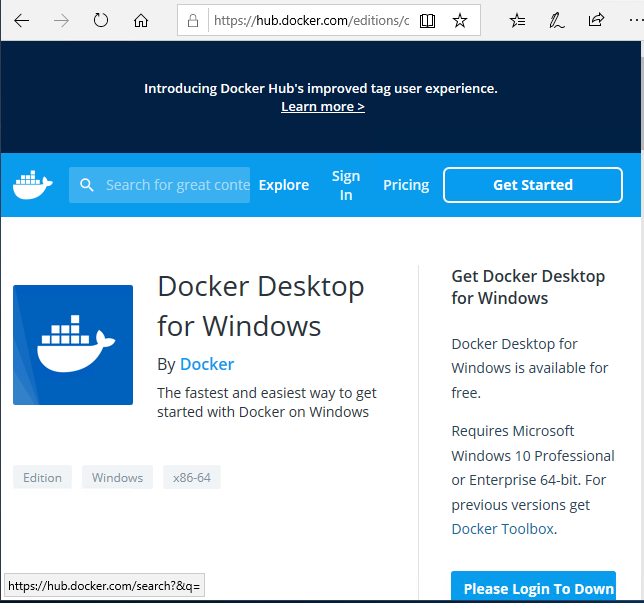 https://hub.docker.com/editions/c
Introducing Docker Hub's improved tag user experience.
Learn more >
Search for great conte
Explore
Sign
In
Pricing
Get Started
Docker Desktop
for Windows
By Docker
The fastest and easiest way to get
started with Docker on Windows
Edition
Windows
x86-64
Get Docker Desktop
for Windows
Docker Desktop for
Windows is available for
free.
Requires Microsoft
Windows 10 Professional
or Enterprise 64-bit. For
previous versions get
Docker Toolbox.
Please Login To Down
https://hub.docker.com/search?&q=